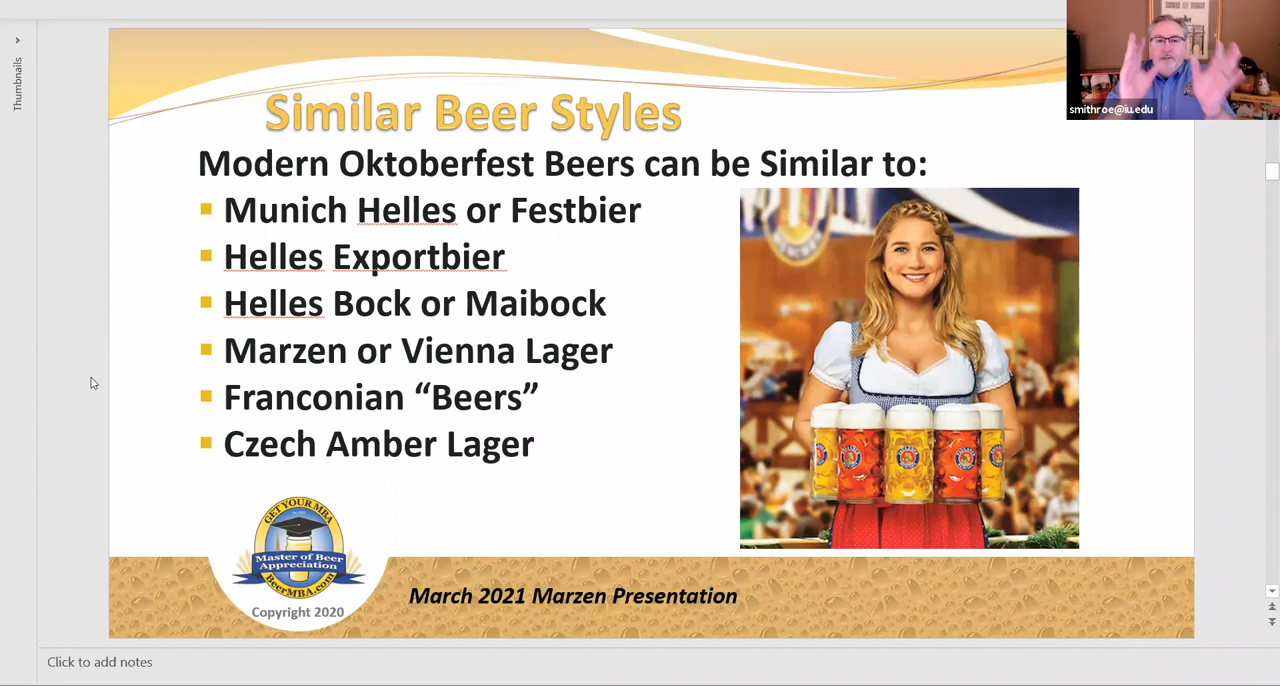 Thumbnails
smithroe@iu.edu
Similar Beer Styles
Modern Oktoberfest Beers can be Similar to:
Munich Helles or Festbier
Helles Exportbier
Helles Bock or Maibock
Marzen or Vienna Lager
Franconian “Beers”
Czech Amber Lager
GET YOUR MBA
Master of Beer
Appreciation
BeerMBA.com
Copyright 2020
March 2021 Marzen Presentation
Click to add notes